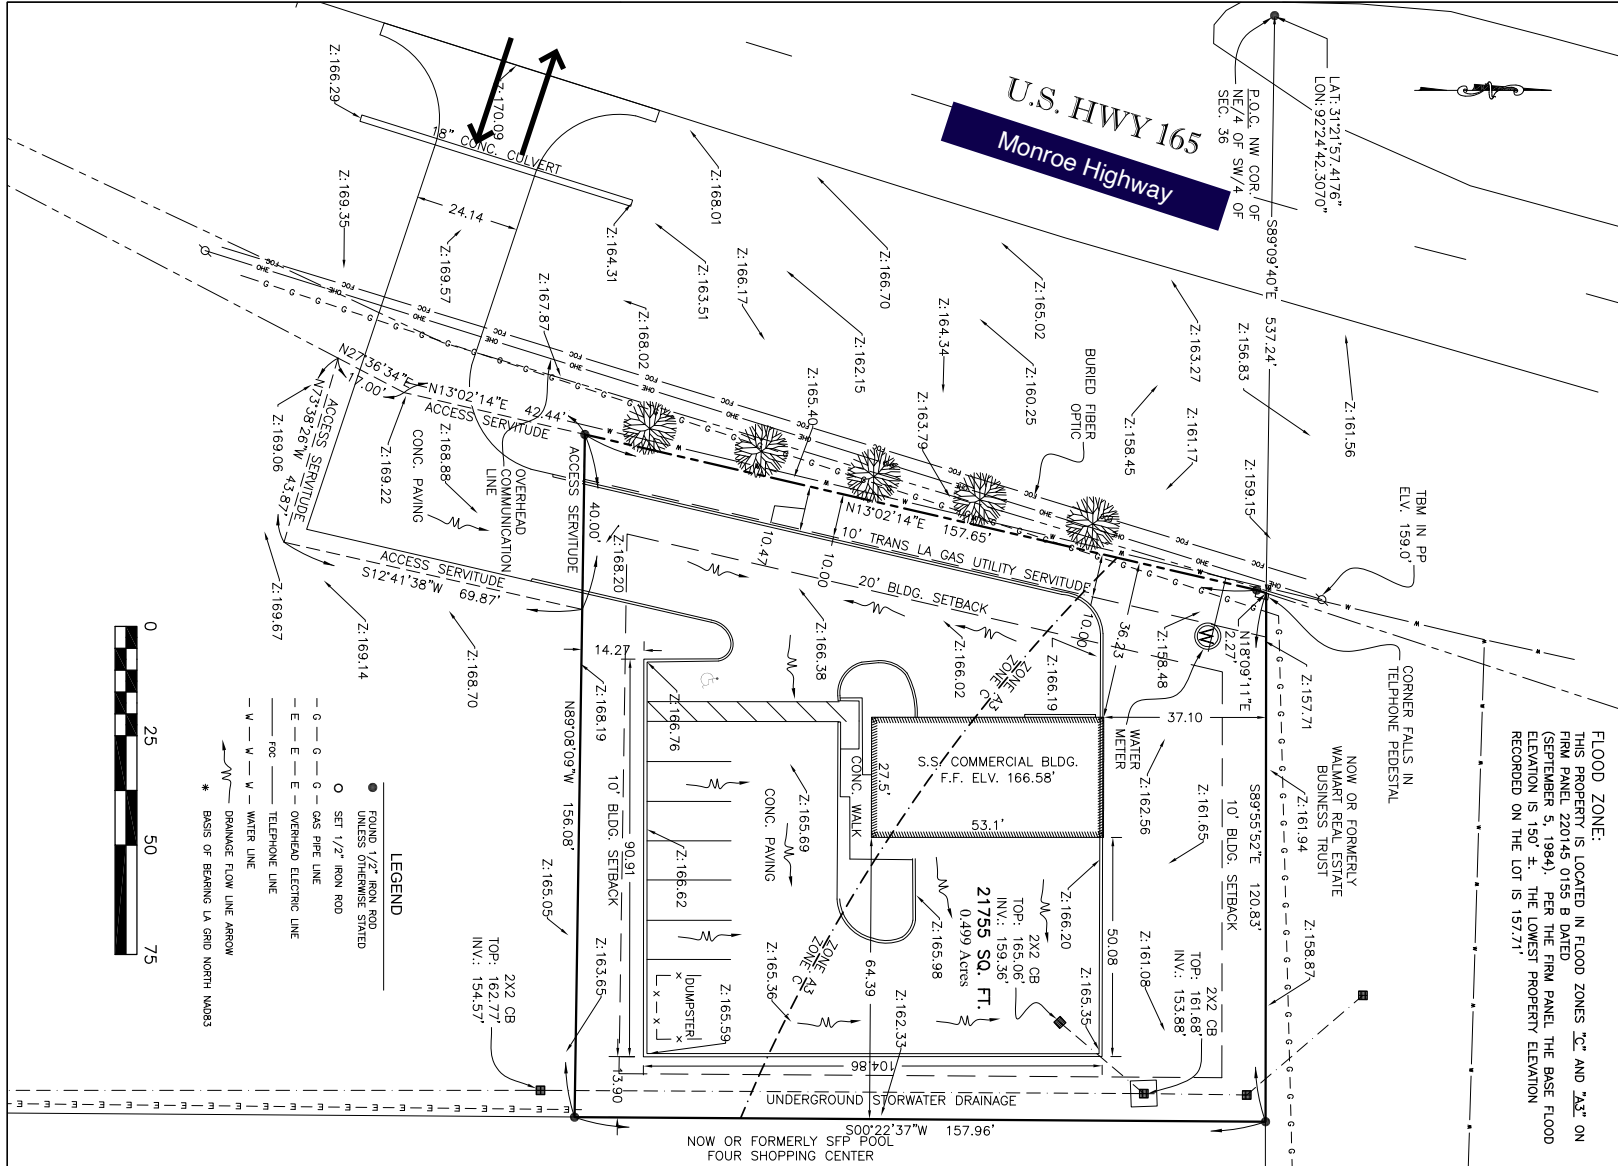 U.S. HWY 165
Monroe Highway
LAT: 31°21'57.4176"
LON: 92°24'42.3070"
P.O.C. NW COR. OF
NE/4 OF SW/4 OF
SEC. 36
S89°09'40"E 537.24'
Z:166.29
Z:170.09
18" CONC. CULVERT
Z:169.35
24.14
Z:169.57
Z:164.31
Z:168.01
Z:163.51
Z:166.17
Z:167.87
Z:168.02
Z:166.70
Z:162.15
Z:165.40
Z:164.34
Z:165.02
Z:160.25
Z:163.79
BURIED FIBER
OPTIC
Z:163.27
Z:156.83
Z:158.45
Z:161.17
Z:161.56
Z:159.15
TBM IN PP
ELV. 159.0'
CORNER FALLS IN
TELPHONE PEDESTAL
N27°36'34"E
17.00'
N13°02'14"E
42.44'
ACCESS SERVITUDE
ACCESS SERVITUDE
N73°38'26"W 43.87'
Z:169.06
Z:169.22
CONC. PAVING
Z:168.88
OVERHEAD
COMMUNICATION
LINE
ACCESS SERVITUDE
40.00'
ACCESS SERVITUDE
S12°41'38"W 69.87'
Z:169.67
Z:169.14
Z:168.70
Z:168.20
N13°02'14"E 157.65'
10' TRANS LA GAS UTILITY SERVITUDE
20' BLDG. SETBACK
10.47
10.00
10.00
36.23
N18°09'11"E
2.27'
W
WATER
METER
Z:158.48
Z:157.71
37.10
Z:166.38
Z:166.02
Z:166.19
ZONE A3
ZONE C
14.27
Z:168.19
Z:166.76
S.S. COMMERCIAL BLDG.
F.F. ELV. 166.58'
27.5'
53.1'
CONC. WALK
Z:165.69
CONC. PAVING
Z:162.56
Z:161.65
10' BLDG. SETBACK
S89°55'52"E 120.83'
Z:161.94
NOW OR FORMERLY
WALMART REAL ESTATE
BUSINESS TRUST
N89°08'09"W 156.08'
10' BLDG. SETBACK
90.91
Z:166.62
Z:165.05
Z:163.65
Z:165.36
ZONE A3
ZONE C
64.39
Z:165.98
21755 SQ. FT.
0.499 Acres
2X2 CB
TOP: 165.06'
INV.: 159.36'
Z:166.20
50.08
Z:165.35
Z:161.08
2X2 CB
TOP: 161.68'
INV.: 153.88'
Z:158.87
DUMPSTER
Z:165.59
Z:162.33
104.86
13.90
2X2 CB
TOP: 162.77'
INV.: 154.57'
UNDERGROUND STORWATER DRAINAGE
S00°22'37"W 157.96'
NOW OR FORMERLY SFP POOL
FOUR SHOPPING CENTER
FLOOD ZONE:
THIS PROPERTY IS LOCATED IN FLOOD ZONES "C" AND "A3" ON
FIRM PANEL 220145 0155 B DATED
(SEPTEMBER 5, 1984). PER THE FIRM PANEL THE BASE FLOOD
ELEVATION IS 150' ±. THE LOWEST PROPERTY ELEVATION
RECORDED ON THE LOT IS 157.71'
0 25 50 75
LEGEND
FOUND 1/2" IRON ROD
UNLESS OTHERWISE STATED
SET 1/2" IRON ROD
G — G — G — GAS PIPE LINE
E — E — E — OVERHEAD ELECTRIC LINE
FOC TELEPHONE LINE
W — W — W — WATER LINE
DRAINAGE FLOW LINE ARROW
* BASIS OF BEARING LA GRID NORTH NAD83